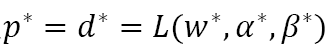 p* = d* = L(w*, α*, β*)